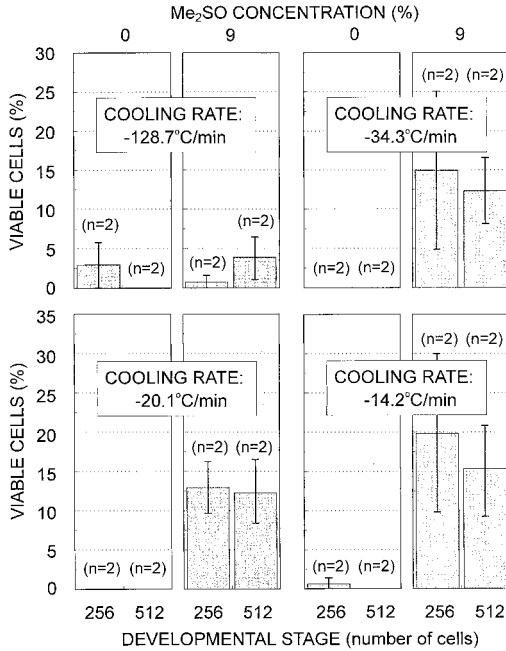 Me₂SO CONCENTRATION (%)
0 9 0 9
VIABLE CELLS (%)
30
25
20
15
10
5
0
COOLING RATE:
-128.7°C/min
(n=2)
(n=2)
(n=2)
(n=2)
COOLING RATE:
-34.3°C/min
(n=2) (n=2)
(n=2) (n=2)
VIABLE CELLS (%)
35
30
25
20
15
10
5
0
COOLING RATE:
-20.1°C/min
(n=2) (n=2)
(n=2) (n=2)
COOLING RATE:
-14.2°C/min
(n=2) (n=2)
(n=2) (n=2)
256 512 256 512 256 512 256 512
DEVELOPMENTAL STAGE (number of cells)